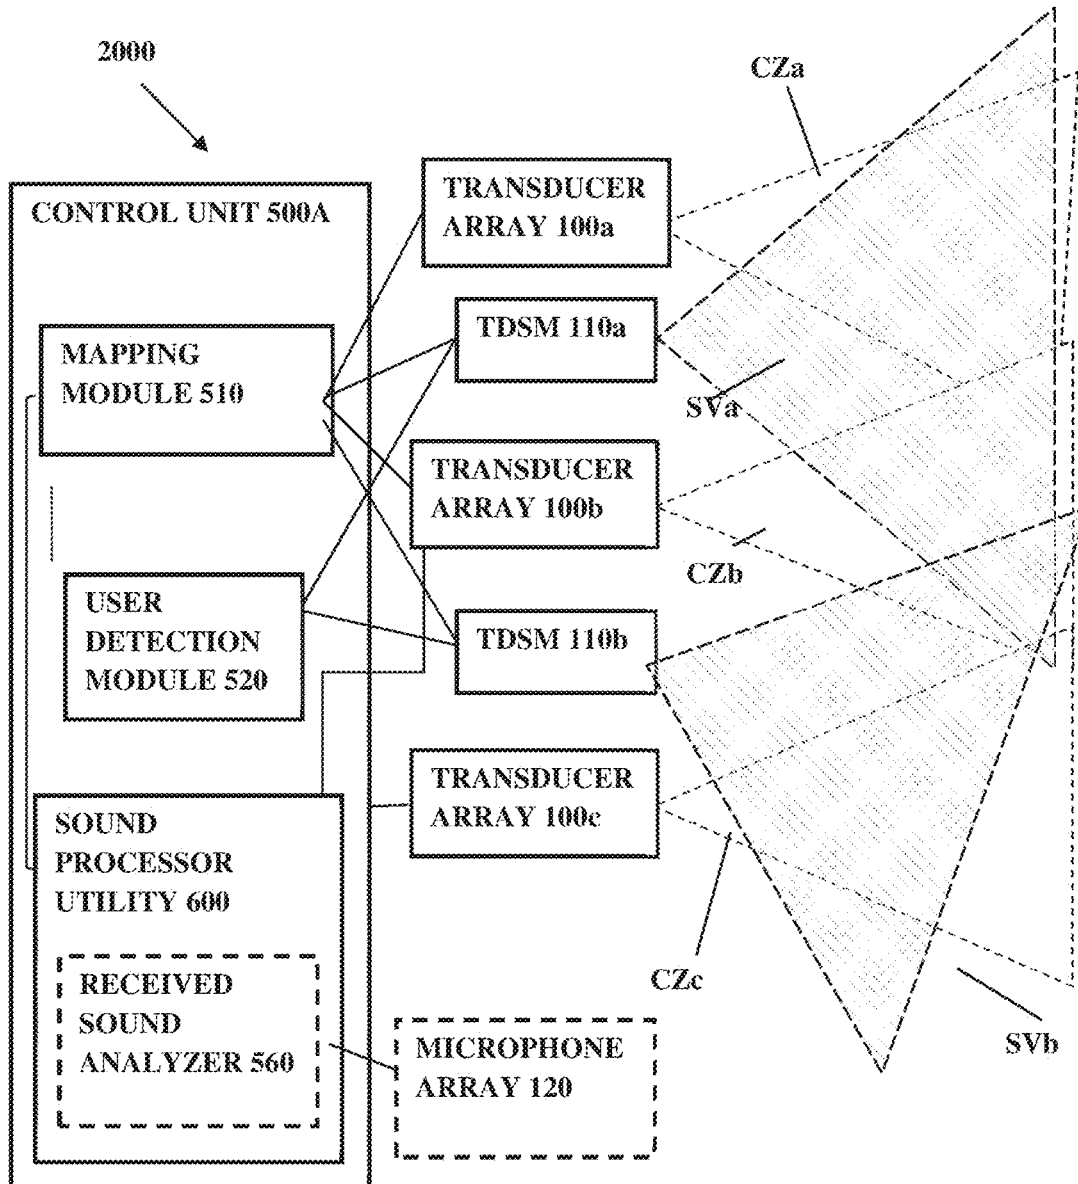 2000
CZa
CONTROL UNIT 500A
TRANSDUCER
ARRAY 100a
MAPPING
MODULE 510
TDSM 110a
SVa
TRANSDUCER
ARRAY 100b
CZb
USER
DETECTION
MODULE 520
TDSM 110b
TRANSDUCER
ARRAY 100c
SOUND
PROCESSOR
UTILITY 600
CZc
RECEIVED
SOUND
ANALYZER 560
MICROPHONE
ARRAY 120
SVb